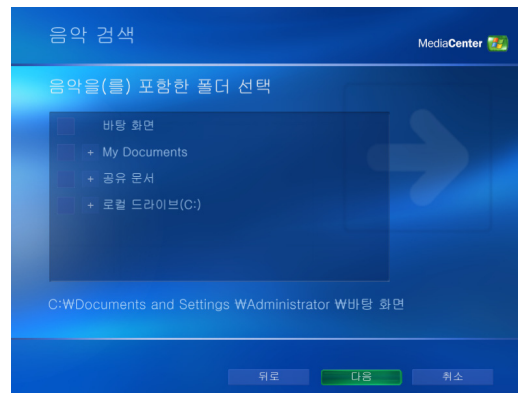 음악 검색
MediaCenter
음악을(를) 포함한 폴더 선택
바탕 화면
+ My Documents
+ 공유 문서
+ 로컬 드라이브(C:)
C:₩Documents and Settings ₩Administrator ₩바탕 화면
뒤로 다음 취소